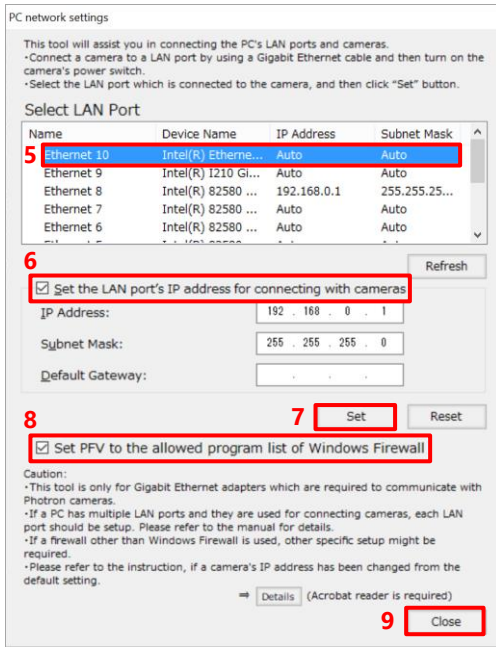 PC network settings
This tool will assist you in connecting the PC's LAN ports and cameras.
・Connect a camera to a LAN port by using a Gigabit Ethernet cable and then turn on the
camera's power switch.
・Select the LAN port which is connected to the camera, and then click "Set" button.
Select LAN Port
Name Device Name IP Address Subnet Mask
5 Ethernet 10 Intel(R) Etherne... Auto Auto
Ethernet 9 Intel(R) I210 Gi... Auto Auto
Ethernet 8 Intel(R) 82580 ... 192.168.0.1 255.255.25...
Ethernet 7 Intel(R) 82580 ... Auto Auto
Ethernet 6 Intel(R) 82580 ... Auto Auto
6
Refresh
Set the LAN port's IP address for connecting with cameras
IP Address: 192 . 168 . 0 . 1
Subnet Mask: 255 . 255 . 255 . 0
Default Gateway: . . .
7 Set Reset
8
Set PFV to the allowed program list of Windows Firewall
Caution:
・This tool is only for Gigabit Ethernet adapters which are required to communicate with
Photron cameras.
・If a PC has multiple LAN ports and they are used for connecting cameras, each LAN
port should be setup. Please refer to the manual for details.
・If a firewall other than Windows Firewall is used, other specific setup might be
required.
・Please refer to the instruction, if a camera's IP address has been changed from the
default setting.
⇒ Details (Acrobat reader is required)
9 Close